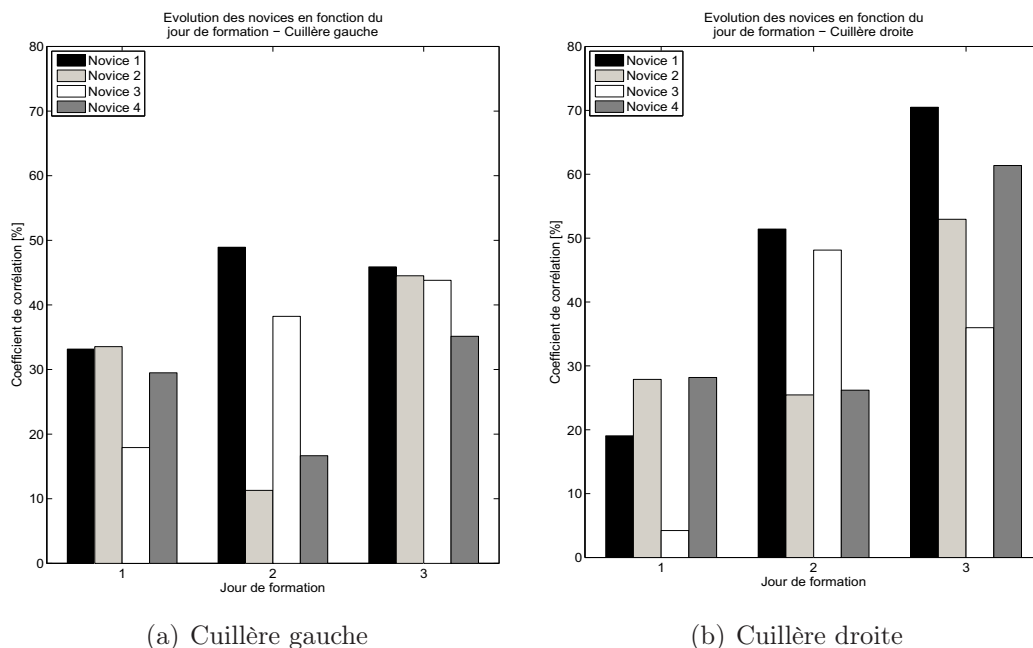 Evolution des novices en fonction du
jour de formation − Cuillère gauche
80
70
60
50
40
30
20
10
0
Coefficient de corrélation [%]
Novice 1
Novice 2
Novice 3
Novice 4
1
2
3
Jour de formation
(a) Cuillère gauche
Evolution des novices en fonction du
jour de formation − Cuillère droite
80
70
60
50
40
30
20
10
0
Coefficient de corrélation [%]
Novice 1
Novice 2
Novice 3
Novice 4
1
2
3
Jour de formation
(b) Cuillère droite